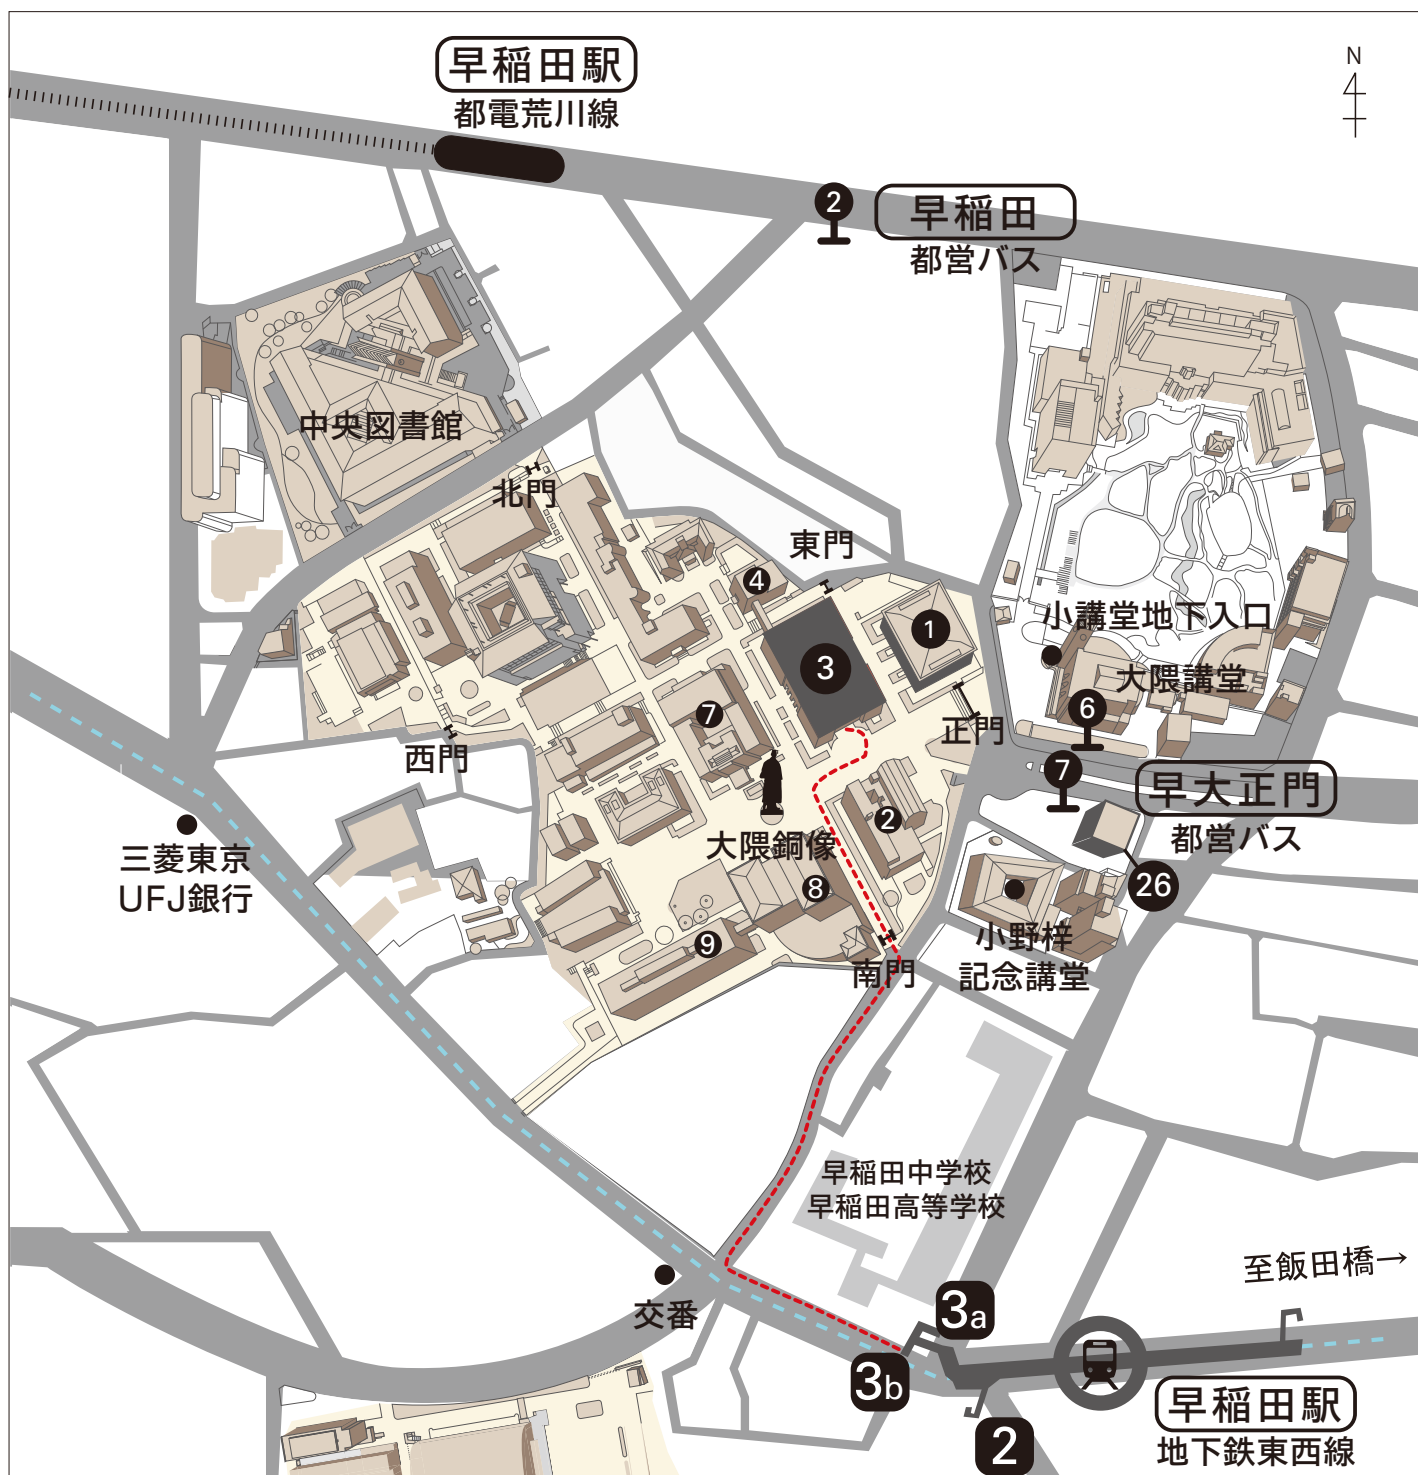 早稲田駅
都電荒川線
N
2
早稲田
都営バス
中央図書館
北門
東門
4
1
3
小講堂地下入口
大隈講堂
7
6
正門
西門
7
早大正門
都営バス
大隈銅像
2
三菱東京
UFJ銀行
8
26
小野梓
記念講堂
9
南門
早稲田中学校
早稲田高等学校
至飯田橋→
交番
3a
3b
2
早稲田駅
地下鉄東西線